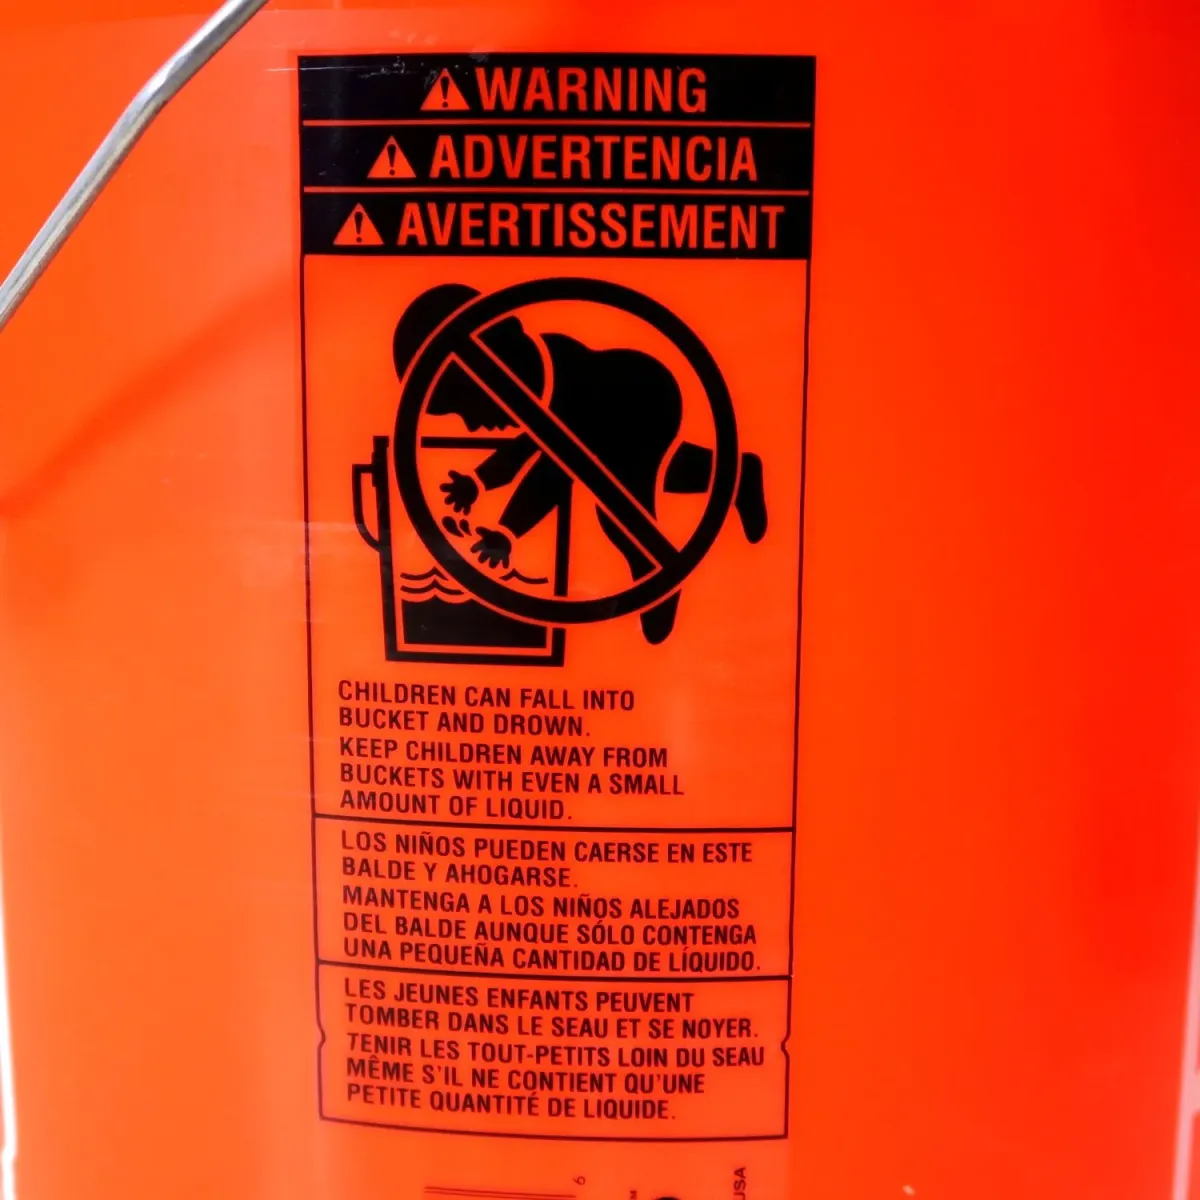 WARNING
ADVERTENCIA
AVERTISSEMENT
CHILDREN CAN FALL INTO
BUCKET AND DROWN.
KEEP CHILDREN AWAY FROM
BUCKETS WITH EVEN A SMALL
AMOUNT OF LIQUID.
LOS NIÑOS PUEDEN CAERSE EN ESTE
BALDE Y AHOGARSE.
MANTENGA A LOS NIÑOS ALEJADOS
DEL BALDE AUNQUE SÓLO CONTENGA
UNA PEQUEÑA CANTIDAD DE LÍQUIDO.
LES JEUNES ENFANTS PEUVENT
TOMBER DANS LE SEAU ET SE NOYER.
TENIR LES TOUT-PETITS LOIN DU SEAU
MÊME S'IL NE CONTIENT QU'UNE
PETITE QUANTITÉ DE LIQUIDE.
6
USA